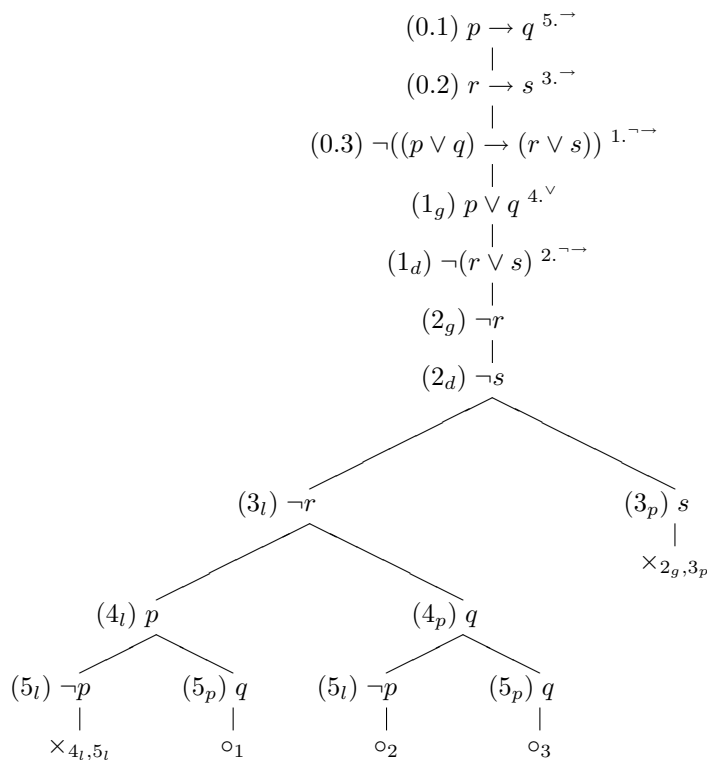 (0.1) p → q 5.→
(0.2) r → s 3.→
(0.3) ¬((p ∨ q) → (r ∨ s)) 1.¬→
(1g) p ∨ q 4.∨
(1d) ¬(r ∨ s) 2.¬→
(2g) ¬r
(2d) ¬s
(3l) ¬r (3p) s
×2g,3p
(4l) p (4p) q
(5l) ¬p (5p) q (5l) ¬p (5p) q
×4l,5l ○1 ○2 ○3